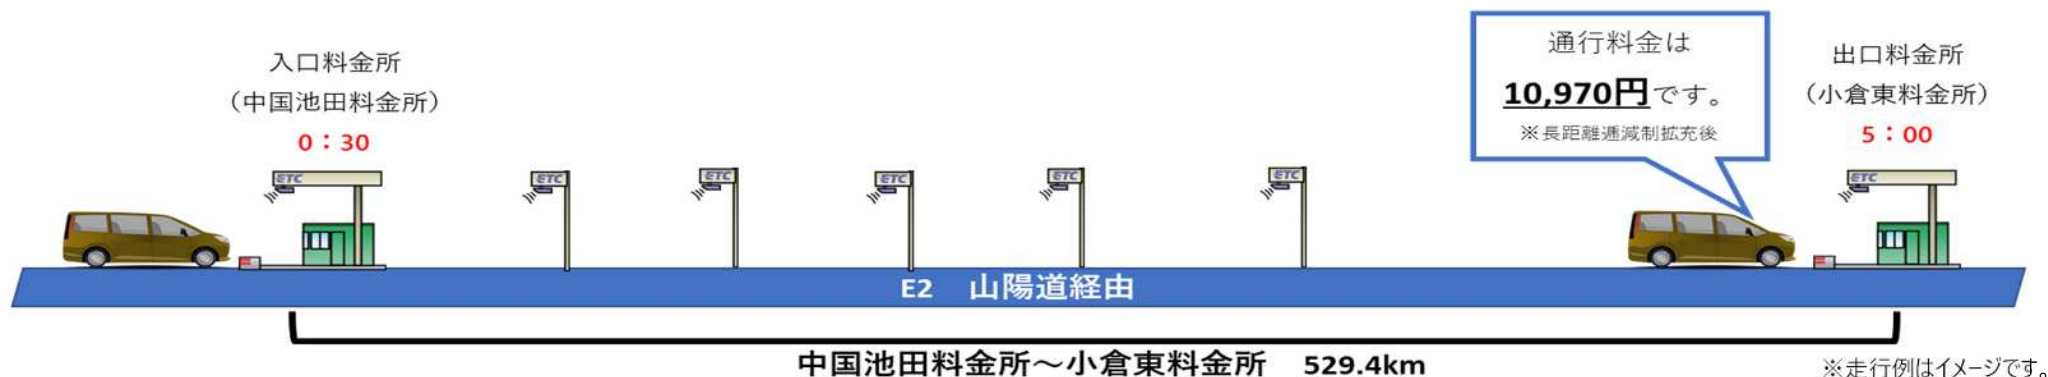 入口料金所
（中国池田料金所）
0：30
通行料金は
10,970円です。
※長距離逓減制拡充後
出口料金所
（小倉東料金所）
5：00
ETC
ETC
ETC
ETC
ETC
ETC
ETC
E2　山陽道経由
中国池田料金所～小倉東料金所　529.4km
※走行例はイメージです。